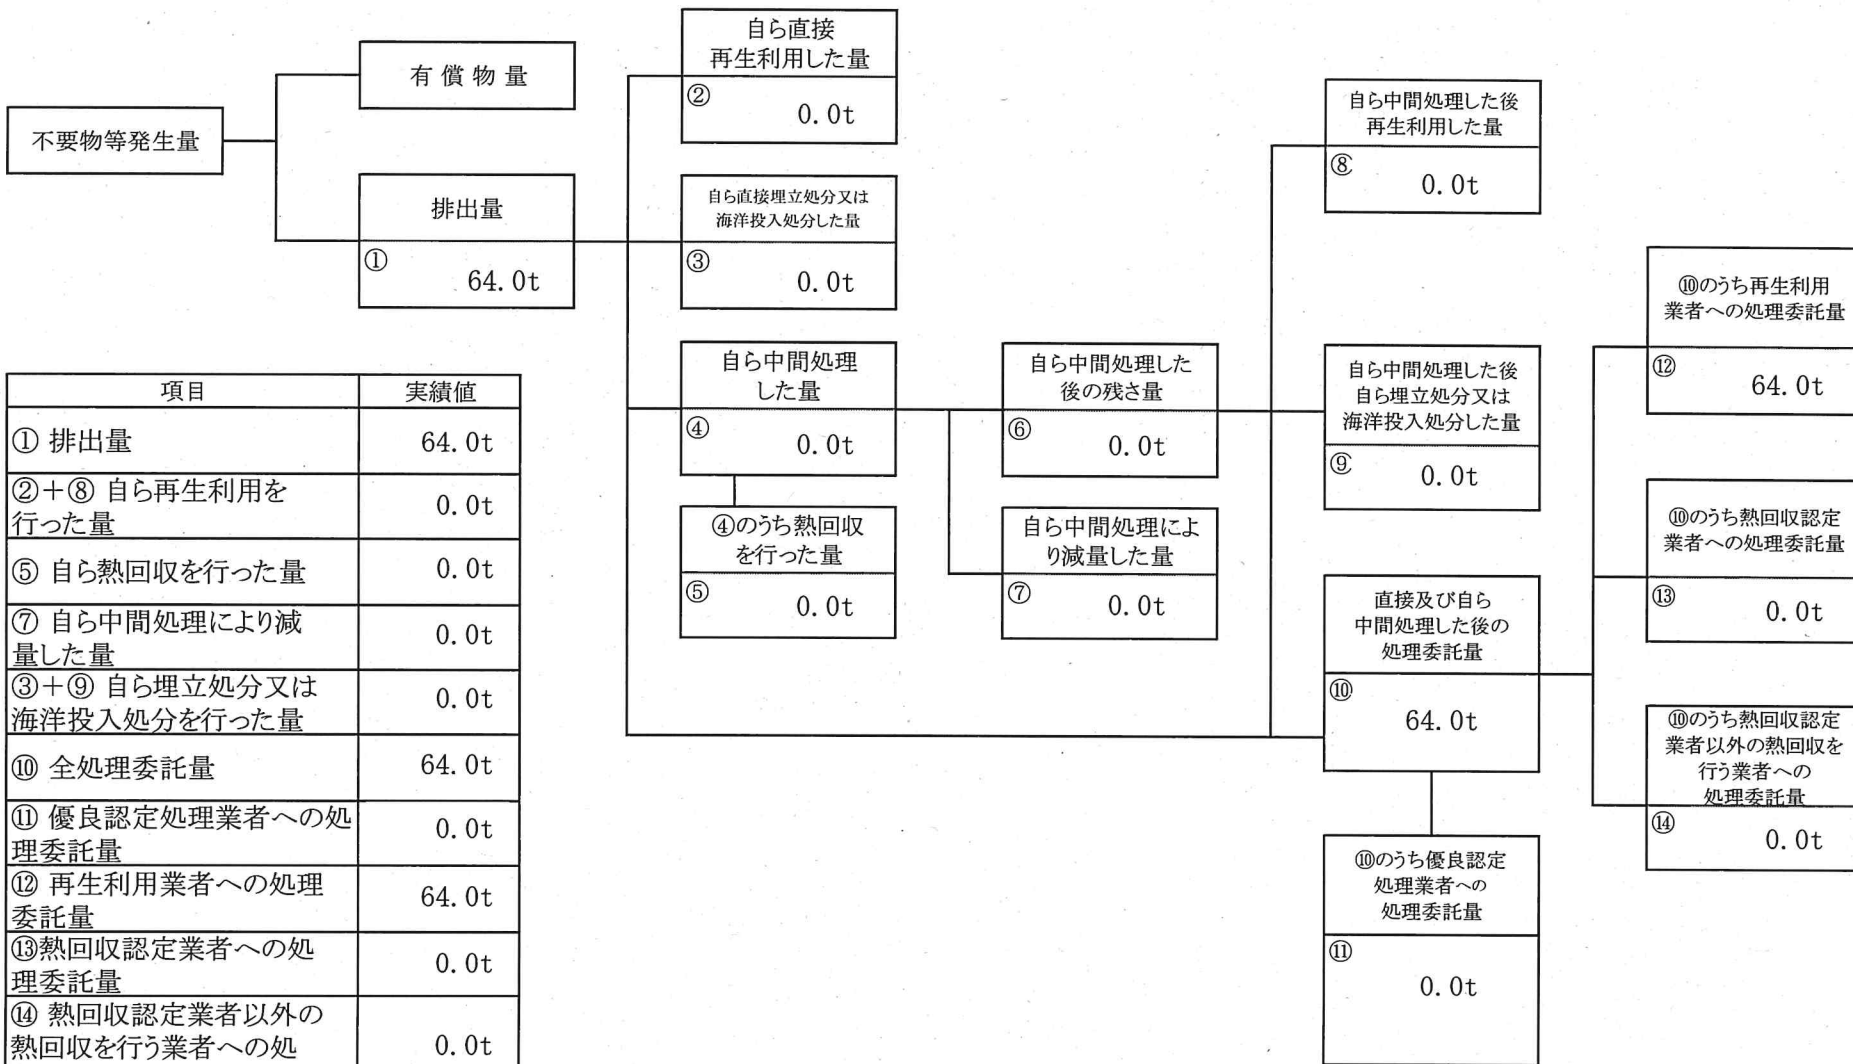 不要物等発生量
有償物量
排出量
①
64.0t
自ら直接
再生利用した量
②
0.0t
自ら直接埋立処分又は
海洋投入処分した量
③
0.0t
自ら中間処理
した量
④
0.0t
④のうち熱回収
を行った量
⑤
0.0t
自ら中間処理した
後の残さ量
⑥
0.0t
自ら中間処理によ
り減量した量
⑦
0.0t
自ら中間処理した後
再生利用した量
⑧
0.0t
自ら中間処理した後
自ら埋立処分又は
海洋投入処分した量
⑨
0.0t
直接及び自ら
中間処理した後の
処理委託量
⑩
64.0t
⑩のうち優良認定
処理業者への
処理委託量
⑪
0.0t
⑩のうち再生利用
業者への処理委託量
⑫
64.0t
⑩のうち熱回収認定
業者への処理委託量
⑬
0.0t
⑩のうち熱回収認定
業者以外の熱回収を
行う業者への
処理委託量
⑭
0.0t
項目 実績値
① 排出量 64.0t
②+⑧ 自ら再生利用を
行った量 0.0t
⑤ 自ら熱回収を行った量 0.0t
⑦ 自ら中間処理により減
量した量 0.0t
③+⑨ 自ら埋立処分又は
海洋投入処分を行った量 0.0t
⑩ 全処理委託量 64.0t
⑪ 優良認定処理業者への処
理委託量 0.0t
⑫ 再生利用業者への処理
委託量 64.0t
⑬熱回収認定業者への処
理委託量 0.0t
⑭ 熱回収認定業者以外の
熱回収を行う業者への処 0.0t